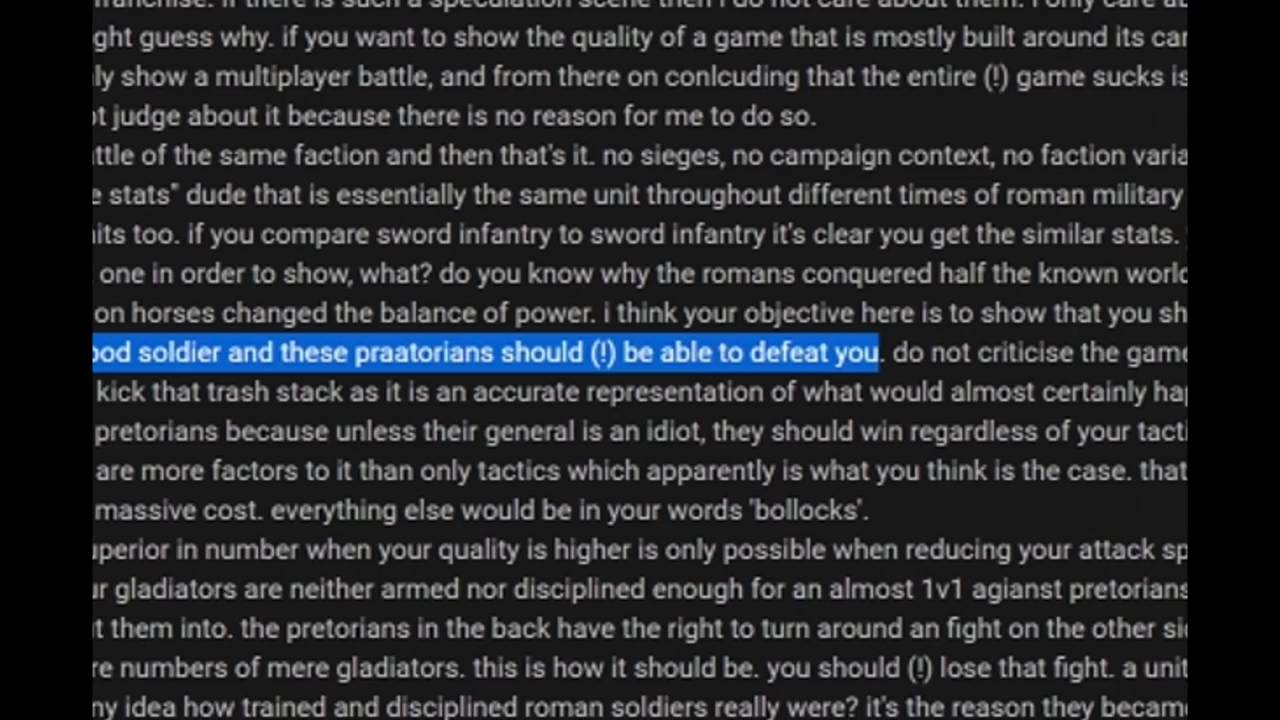 franchise. if there is such a speculation scene then i do not care about them. i only care
ght guess why. if you want to show the quality of a game that is mostly built around its
ly show a multiplayer battle, and from there on conlcuding that the entire (!) game sucks is
ot judge about it because there is no reason for me to do so.
ttle of the same faction and then that's it. no sieges, no campaign context, no faction varia
e stats" dude that is essentially the same unit throughout different times of roman military
its too. if you compare sword infantry to sword infantry it's clear you get the similar stats.
one in order to show, what? do you know why the romans conquered half the known world
on horses changed the balance of power. i think your objective here is to show that you sh
ood soldier and these praatorians should (!) be able to defeat you. do not criticise the game
kick that trash stack as it is an accurate representation of what would almost certainly hap
pretorians because unless their general is an idiot, they should win regardless of your tacti
are more factors to it than only tactics which apparently is what you think is the case. that
massive cost. everything else would be in your words 'bollocks'.
uperior in number when your quality is higher is only possible when reducing your attack sp
ur gladiators are neither armed nor disciplined enough for an almost 1v1 agianst pretorians
t them into. the pretorians in the back have the right to turn around an fight on the other si
re numbers of mere gladiators. this is how it should be. you should (!) lose that fight. a unit
ny idea how trained and disciplined roman soldiers really were? it's the reason they becam